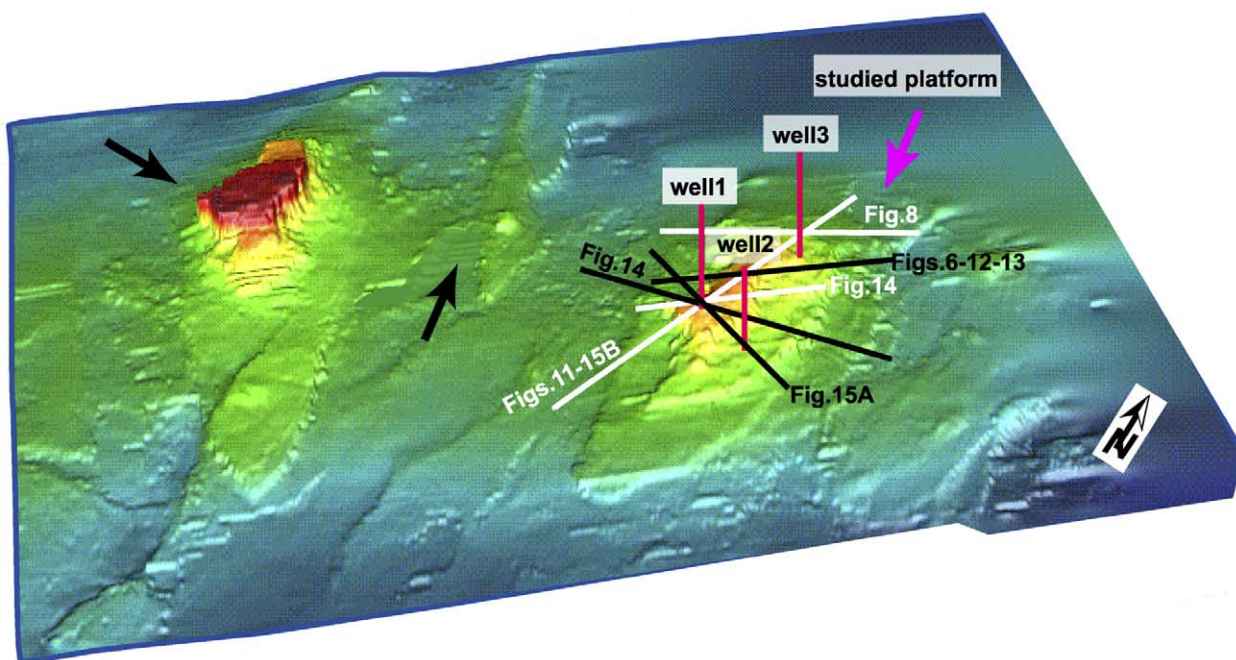 studied platform
well3
well1
Fig.8
well2
Fig.14
Figs.6-12-13
Fig.14
Figs.11-15B
Fig.15A
N